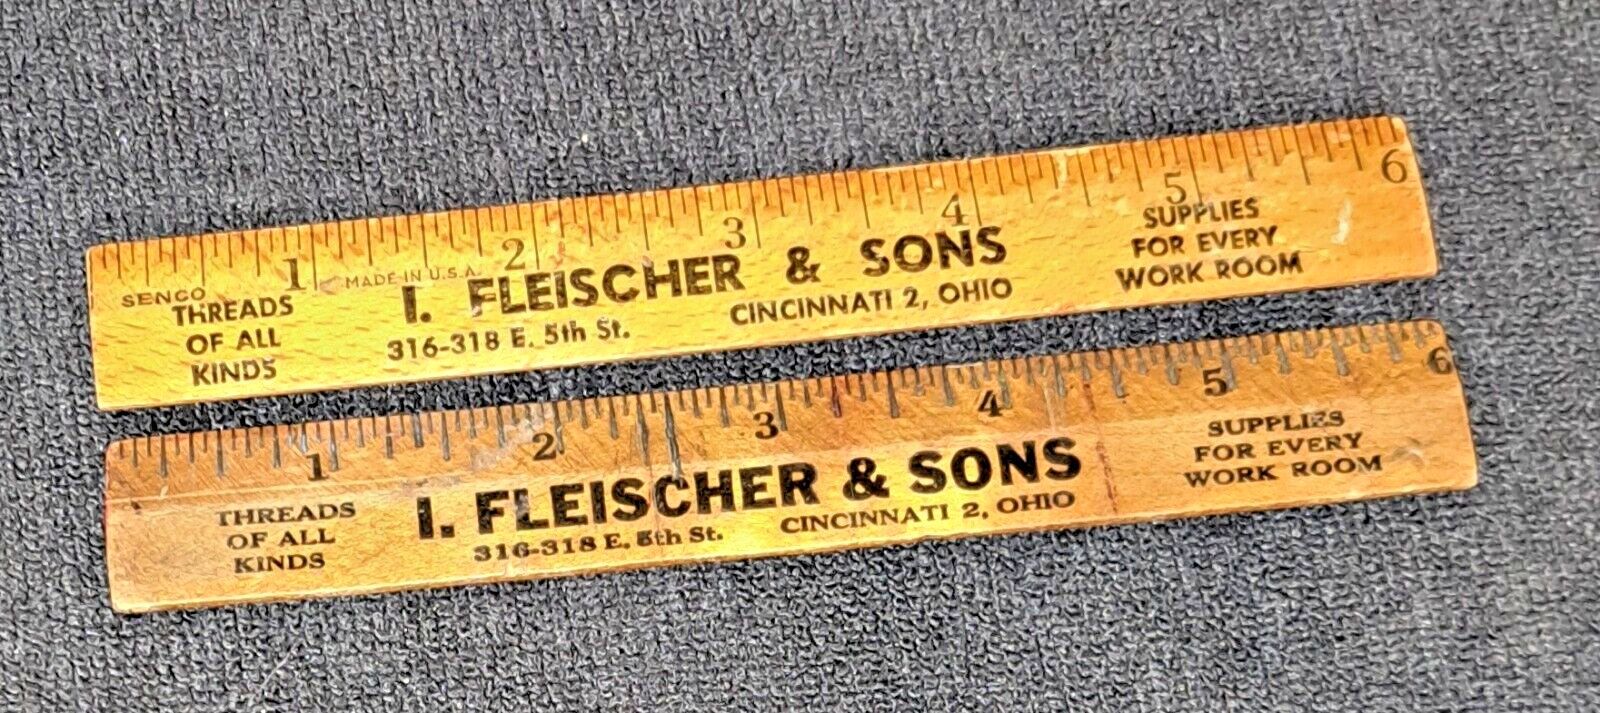 1 2 3 4 5 6
SENCO MADE IN U.S.A.
THREADS
OF ALL
KINDS
I. FLEISCHER & SONS
316-318 E. 5th St. CINCINNATI 2, OHIO
SUPPLIES
FOR EVERY
WORK ROOM
1 2 3 4 5 6
THREADS
OF ALL
KINDS
I. FLEISCHER & SONS
316-318 E. 5th St. CINCINNATI 2, OHIO
SUPPLIES
FOR EVERY
WORK ROOM